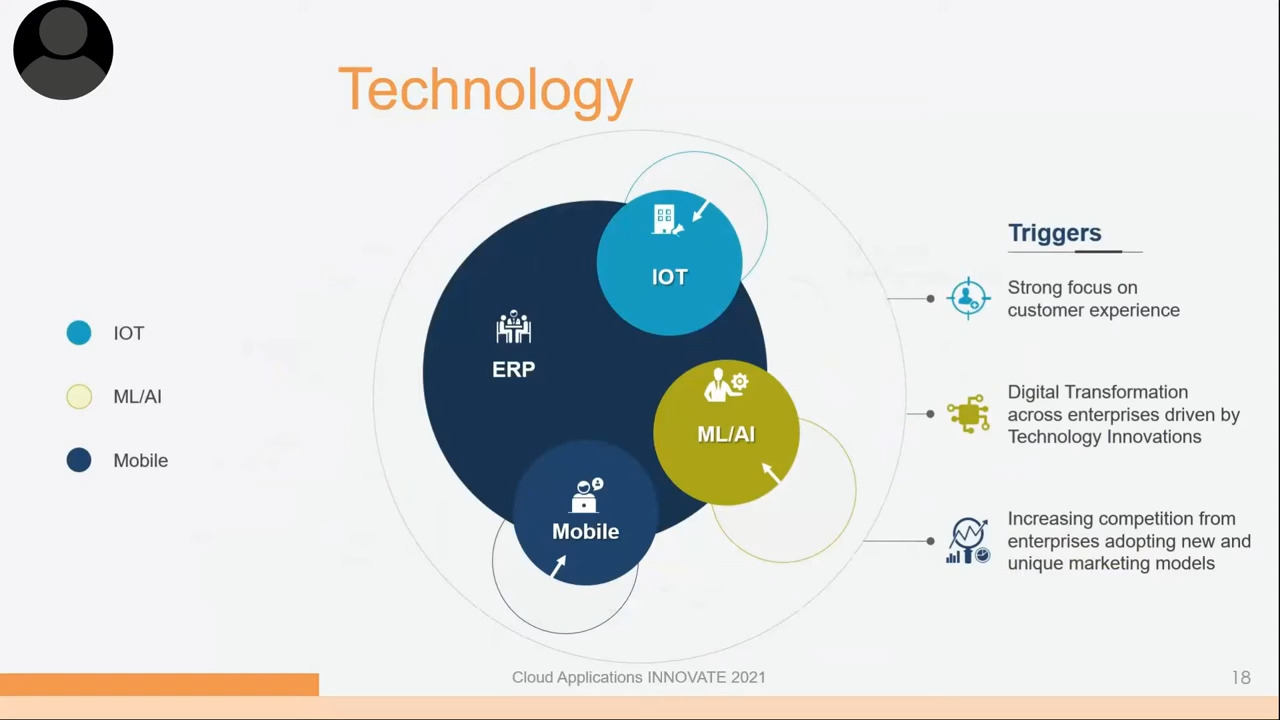 Technology
IOT
ML/AI
Mobile
IOT
ERP
ML/AI
Mobile
Triggers
Strong focus on
customer experience
Digital Transformation
across enterprises driven by
Technology Innovations
Increasing competition from
enterprises adopting new and
unique marketing models
Cloud Applications INNOVATE 2021
18